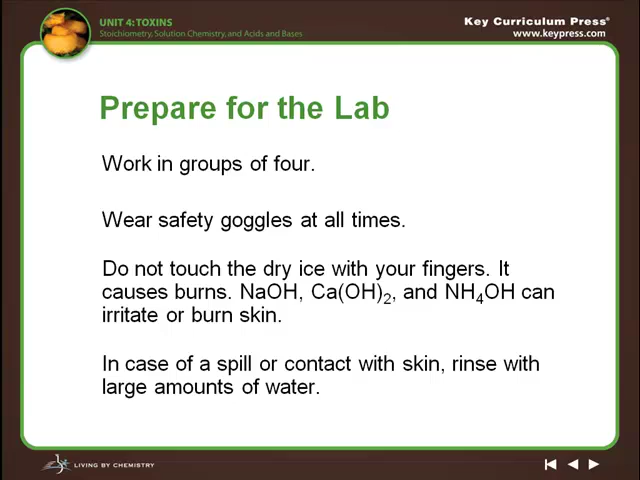 UNIT 4: TOXINS
Stoichiometry, Solution Chemistry, and Acids and Bases
Key Curriculum Press®
www.keypress.com
Prepare for the Lab
Work in groups of four.
Wear safety goggles at all times.
Do not touch the dry ice with your fingers. It
causes burns. NaOH, Ca(OH)₂, and NH₄OH can
irritate or burn skin.
In case of a spill or contact with skin, rinse with
large amounts of water.
LIVING BY CHEMISTRY